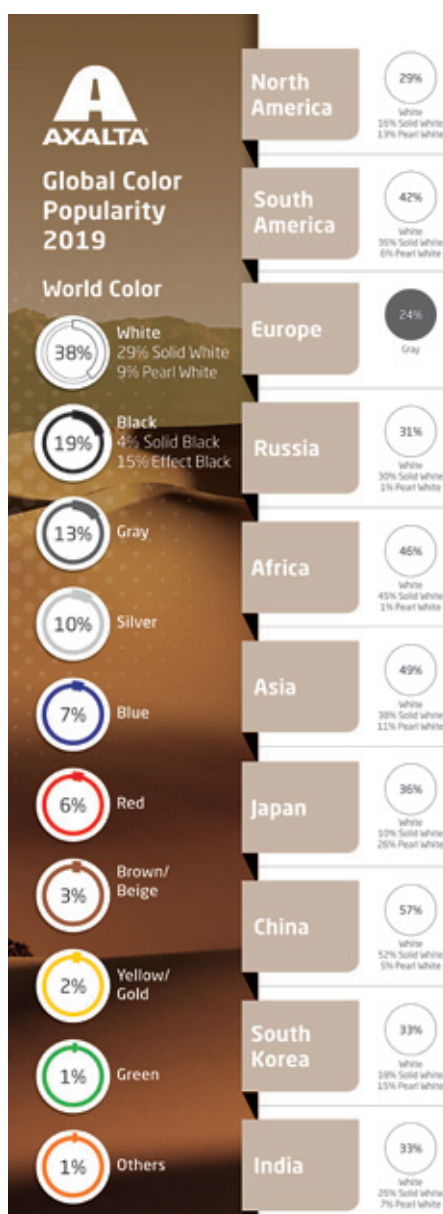 AXALTA
Global Color
Popularity
2019
World Color
38%
White
29% Solid White
9% Pearl White
19%
Black
4% Solid Black
15% Effect Black
13%
Gray
10%
Silver
7%
Blue
6%
Red
3%
Brown/
Beige
2%
Yellow/
Gold
1%
Green
1%
Others
North
America
29%
White
16% Solid White
13% Pearl White
South
America
42%
White
36% Solid White
6% Pearl White
Europe
24%
Gray
Russia
31%
White
30% Solid White
1% Pearl White
Africa
46%
White
45% Solid White
1% Pearl White
Asia
49%
White
38% Solid White
11% Pearl White
Japan
36%
White
10% Solid White
26% Pearl White
China
57%
White
52% Solid White
5% Pearl White
South
Korea
33%
White
18% Solid White
15% Pearl White
India
33%
White
26% Solid White
7% Pearl White